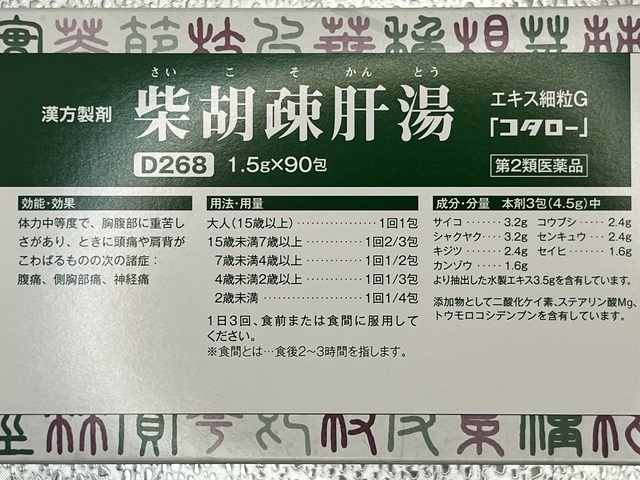 さいこそかんとう
漢方製剤
柴胡疎肝湯
エキス細粒G
「コタロー」
D268 1.5g×90包
第2類医薬品
効能・効果
体力中等度で、胸腹部に重苦し
さがあり、ときに頭痛や肩背が
こわばるものの次の諸症：
腹痛、側胸部痛、神経痛
用法・用量
大人（15歳以上）‥‥‥‥1回1包
15歳未満7歳以上‥‥‥‥1回2/3包
7歳未満4歳以上‥‥‥‥1回1/2包
4歳未満2歳以上‥‥‥‥1回1/3包
2歳未満‥‥‥‥1回1/4包
1日3回、食前または食間に服用して
ください。
※食間とは…食後2〜3時間を指します。
成分・分量 本剤3包（4.5g）中
サイコ‥‥‥3.2g コウブシ‥‥2.4g
シャクヤク‥‥3.2g センキュウ‥‥2.4g
キジツ‥‥‥2.4g セイヒ‥‥‥1.6g
カンゾウ‥‥‥1.6g
より抽出した水製エキス3.5gを含有しています。
添加物として二酸化ケイ素、ステアリン酸Mg、
トウモロコシデンプンを含有しています。